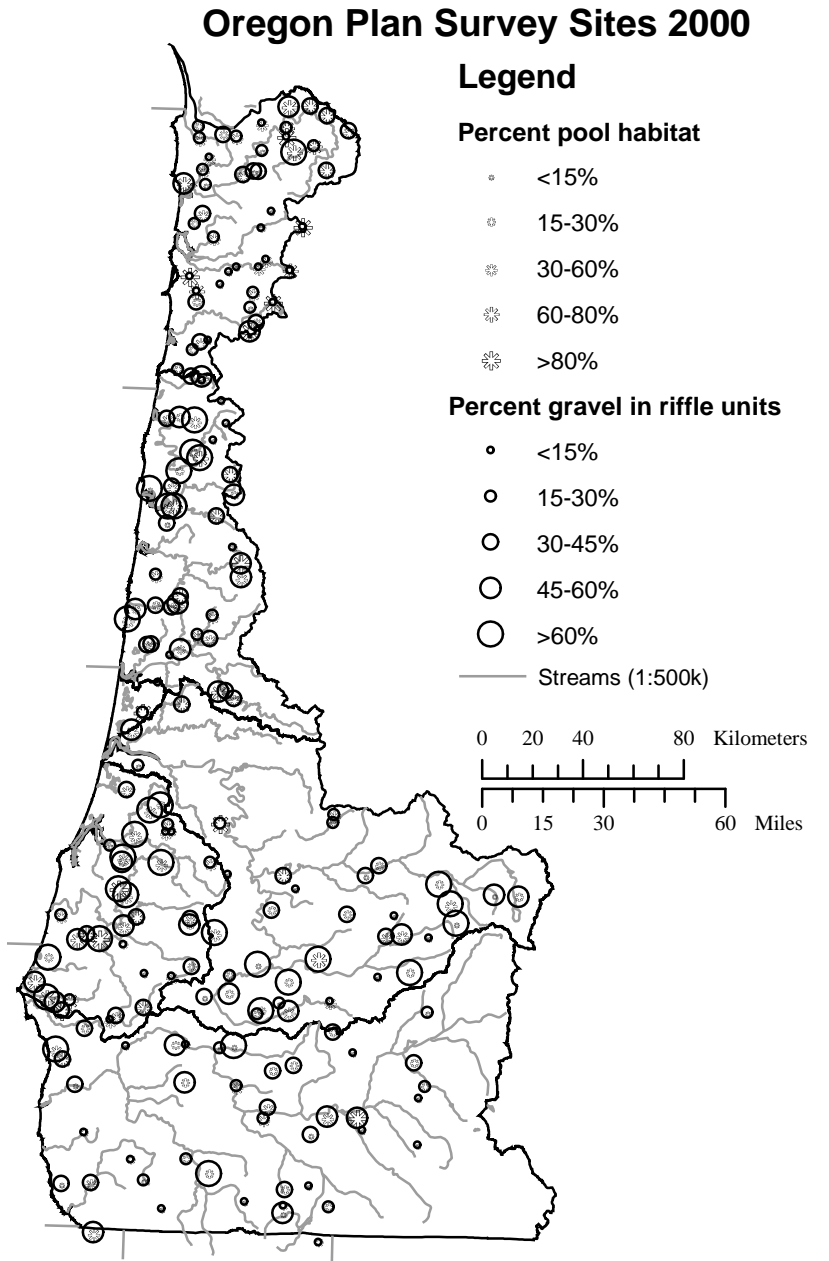 Oregon Plan Survey Sites 2000
Legend
Percent pool habitat
<15%
15-30%
30-60%
60-80%
>80%
Percent gravel in riffle units
<15%
15-30%
30-45%
45-60%
>60%
Streams (1:500k)
0 20 40 80 Kilometers
0 15 30 60 Miles